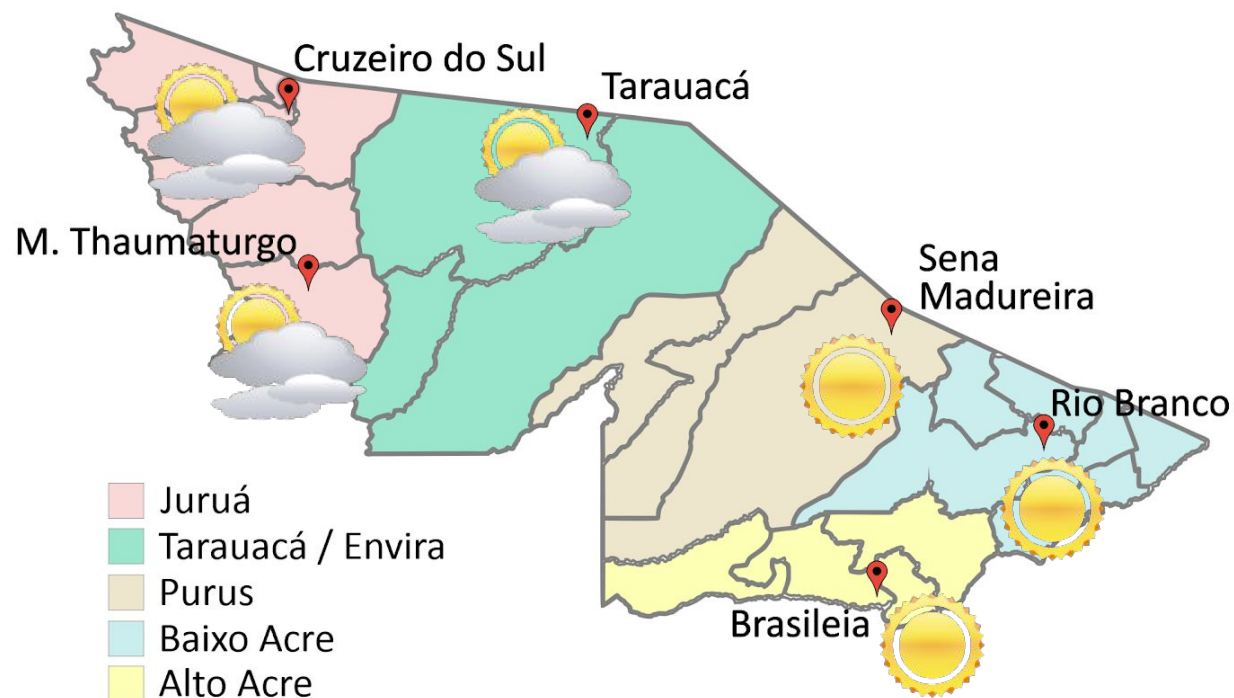 Cruzeiro do Sul
Tarauacá
M. Thaumaturgo
Sena
Madureira
Rio Branco
Brasileia
Juruá
Tarauacá / Envira
Purus
Baixo Acre
Alto Acre